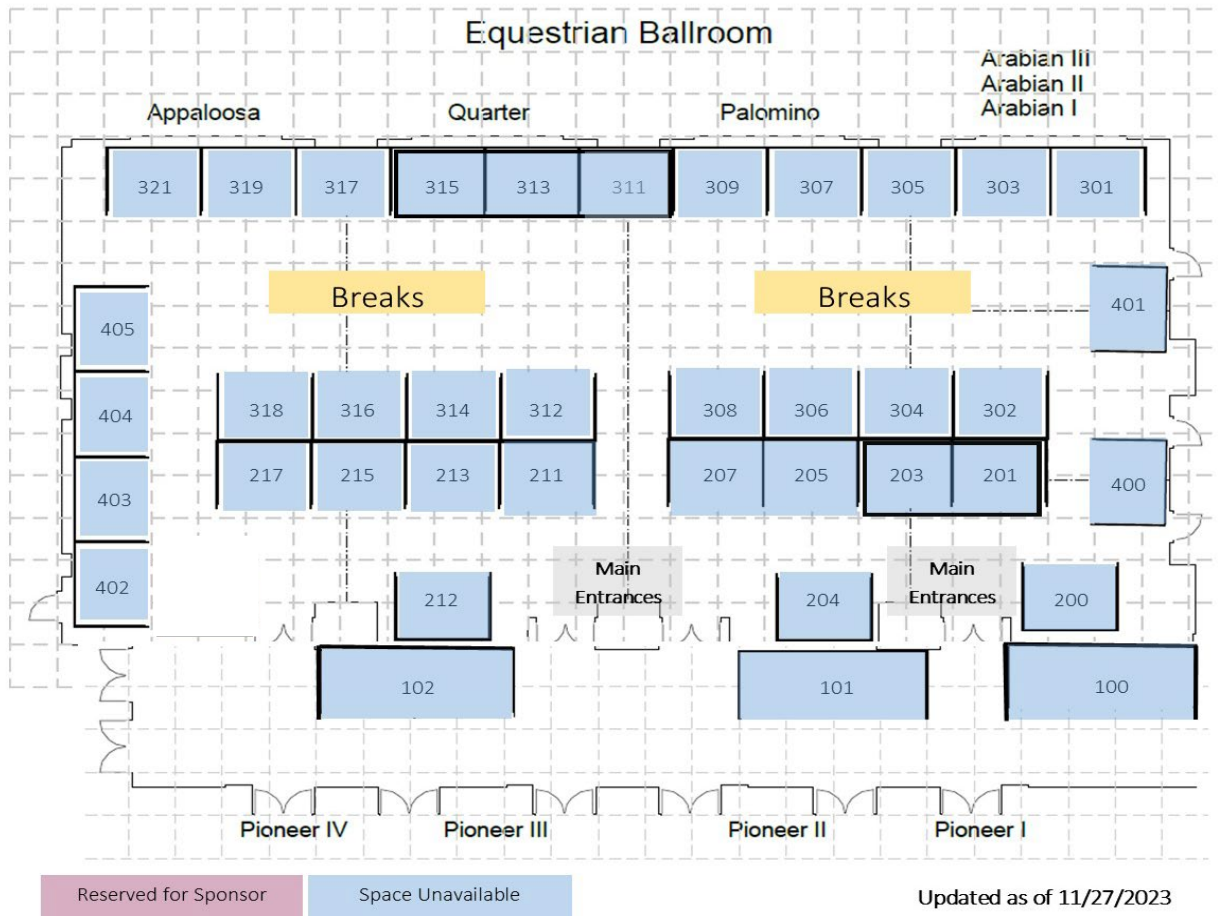 Equestrian Ballroom
Arabian III
Arabian II
Arabian I
Appaloosa
Quarter
Palomino
321 319 317 315 313 311 309 307 305 303 301
Breaks
Breaks
401
405
404
318 316 314 312
308 306 304 302
217 215 213 211
207 205 203 201
400
403
402
Main
Entrances
Main
Entrances
212
204
200
102
101
100
Pioneer IV
Pioneer III
Pioneer II
Pioneer I
Reserved for Sponsor
Space Unavailable
Updated as of 11/27/2023